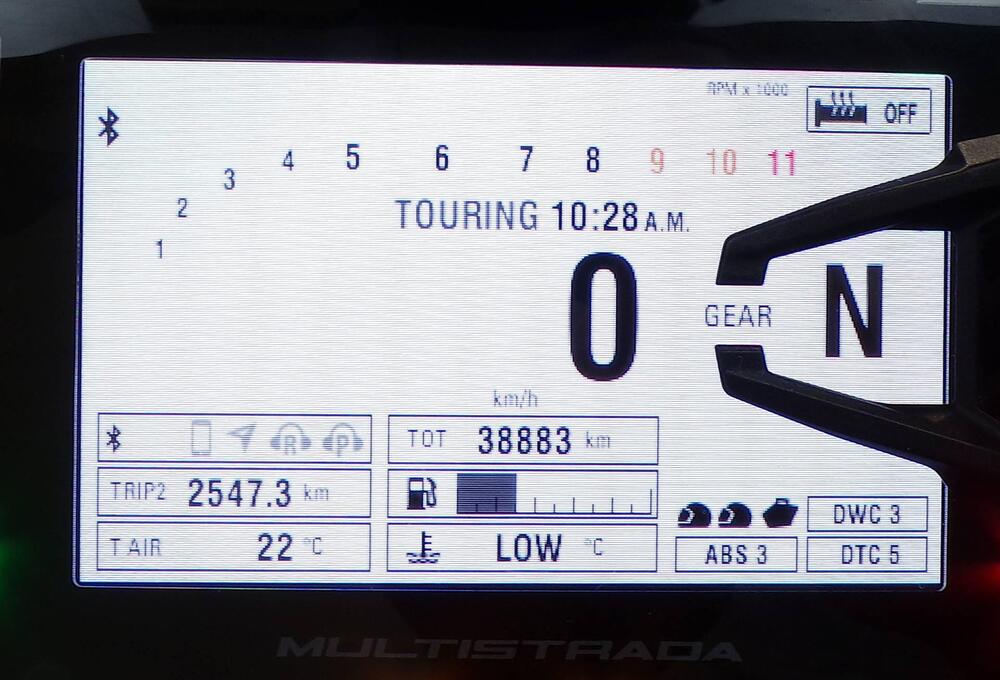 RPM x 1000
OFF
1 2 3 4 5 6 7 8 9 10 11
TOURING 10:28 A.M.
0
GEAR N
km/h
R P
TOT 38883 km
TRIP2 2547.3 km
DWC 3
T AIR 22 °C
LOW °C
ABS 3
DTC 5
MULTISTRADA